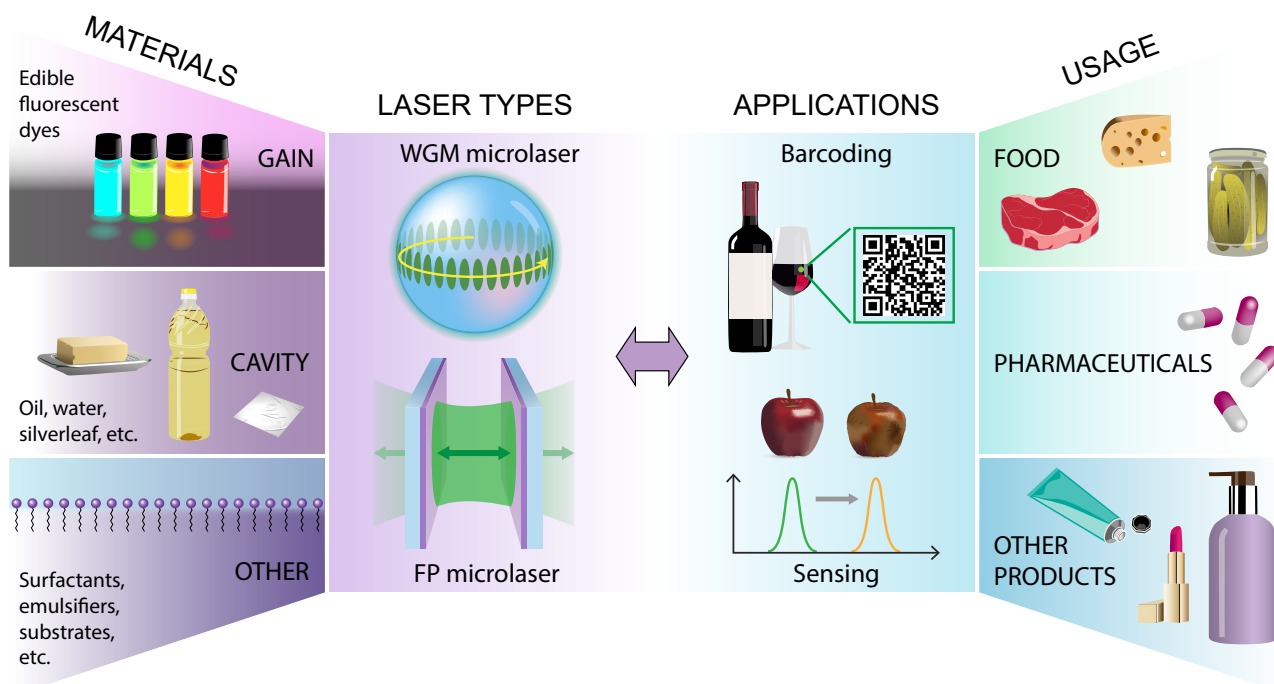 MATERIALS
Edible
fluorescent
dyes
GAIN
CAVITY
Oil, water,
silverleaf, etc.
OTHER
Surfactants,
emulsifiers,
substrates,
etc.
LASER TYPES
WGM microlaser
FP microlaser
APPLICATIONS
Barcoding
Sensing
USAGE
FOOD
PHARMACEUTICALS
OTHER
PRODUCTS